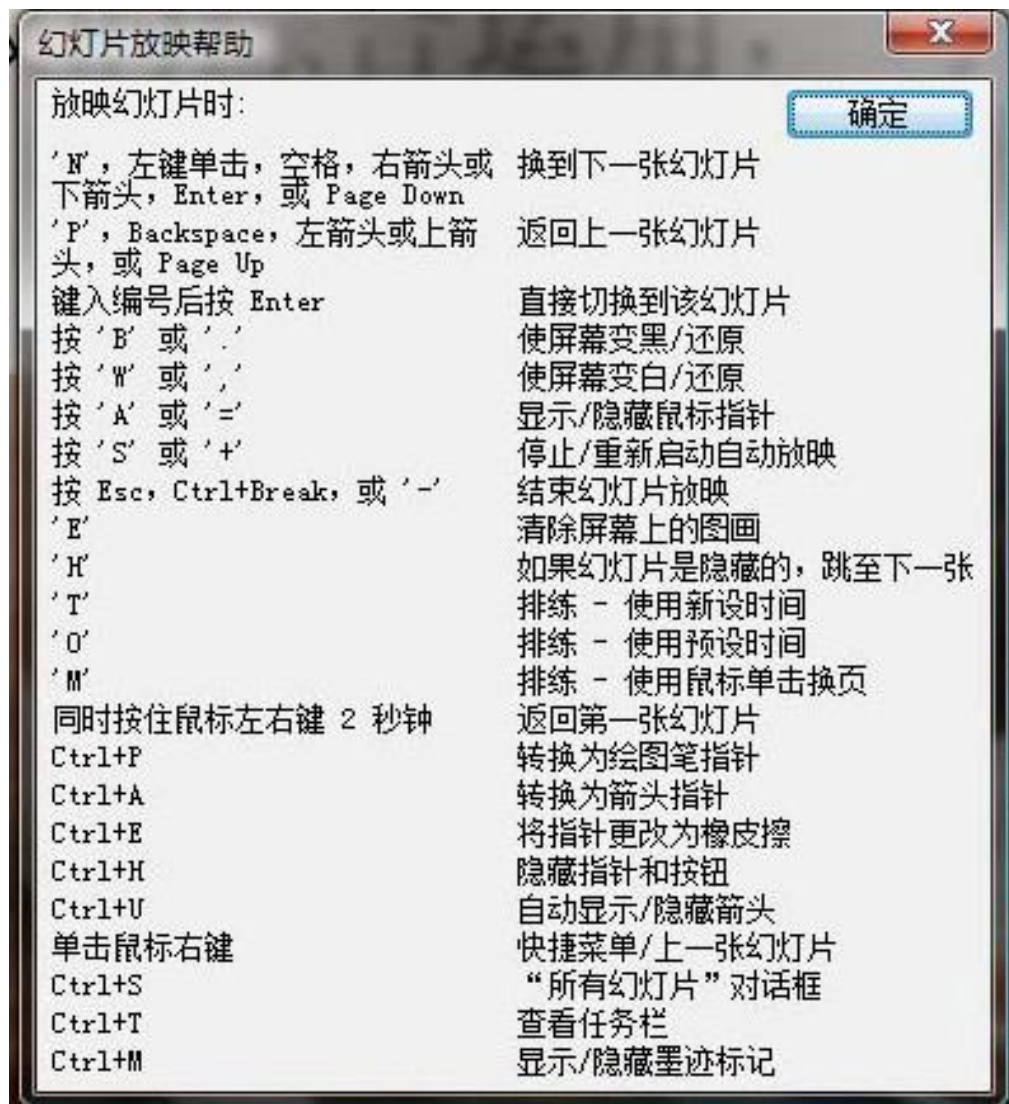 幻灯片放映帮助
放映幻灯片时:
确定
'N', 左键单击, 空格, 右箭头或 换到下一张幻灯片
下箭头, Enter, 或 Page Down
'P', Backspace, 左箭头或上箭 返回上一张幻灯片
头, 或 Page Up
键入编号后按 Enter 直接切换到该幻灯片
按 'B' 或 '.' 使屏幕变黑/还原
按 'W' 或 ',' 使屏幕变白/还原
按 'A' 或 '=' 显示/隐藏鼠标指针
按 'S' 或 '+' 停止/重新启动自动放映
按 Esc, Ctrl+Break, 或 '-' 结束幻灯片放映
'E' 清除屏幕上的图画
'H' 如果幻灯片是隐藏的, 跳至下一张
'T' 排练 - 使用新设时间
'O' 排练 - 使用预设时间
'M' 排练 - 使用鼠标单击换页
同时按住鼠标左右键 2 秒钟 返回第一张幻灯片
Ctrl+P 转换为绘图笔指针
Ctrl+A 转换为箭头指针
Ctrl+E 将指针更改为橡皮擦
Ctrl+H 隐藏指针和按钮
Ctrl+U 自动显示/隐藏箭头
单击鼠标右键 快捷菜单/上一张幻灯片
Ctrl+S “所有幻灯片”对话框
Ctrl+T 查看任务栏
Ctrl+M 显示/隐藏墨迹标记